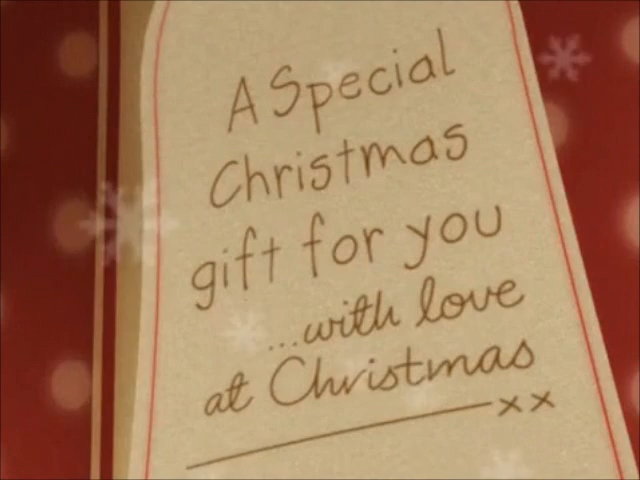 A Special
Christmas
gift for you
...with love
at Christmas
xx